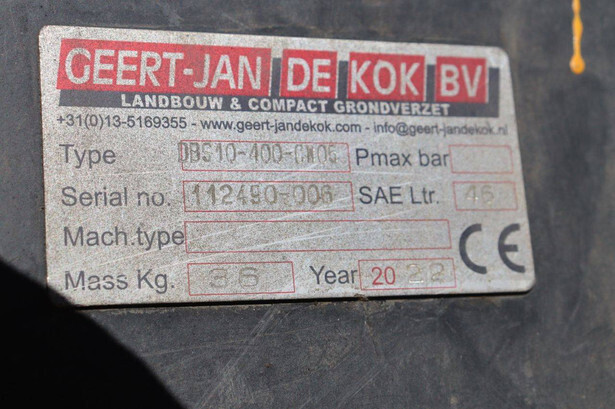 GEERT-JAN DE KOK BV
LANDBOUW & COMPACT GRONDVERZET
+31(0)13-5169355 - www.geert-jandekok.com - info@geert-jandekok.nl
Type DBS10-400-CW05 Pmax bar
Serial no. 112490-006 SAE Ltr. 46
Mach.type
Mass Kg. 36 Year 2022 CE